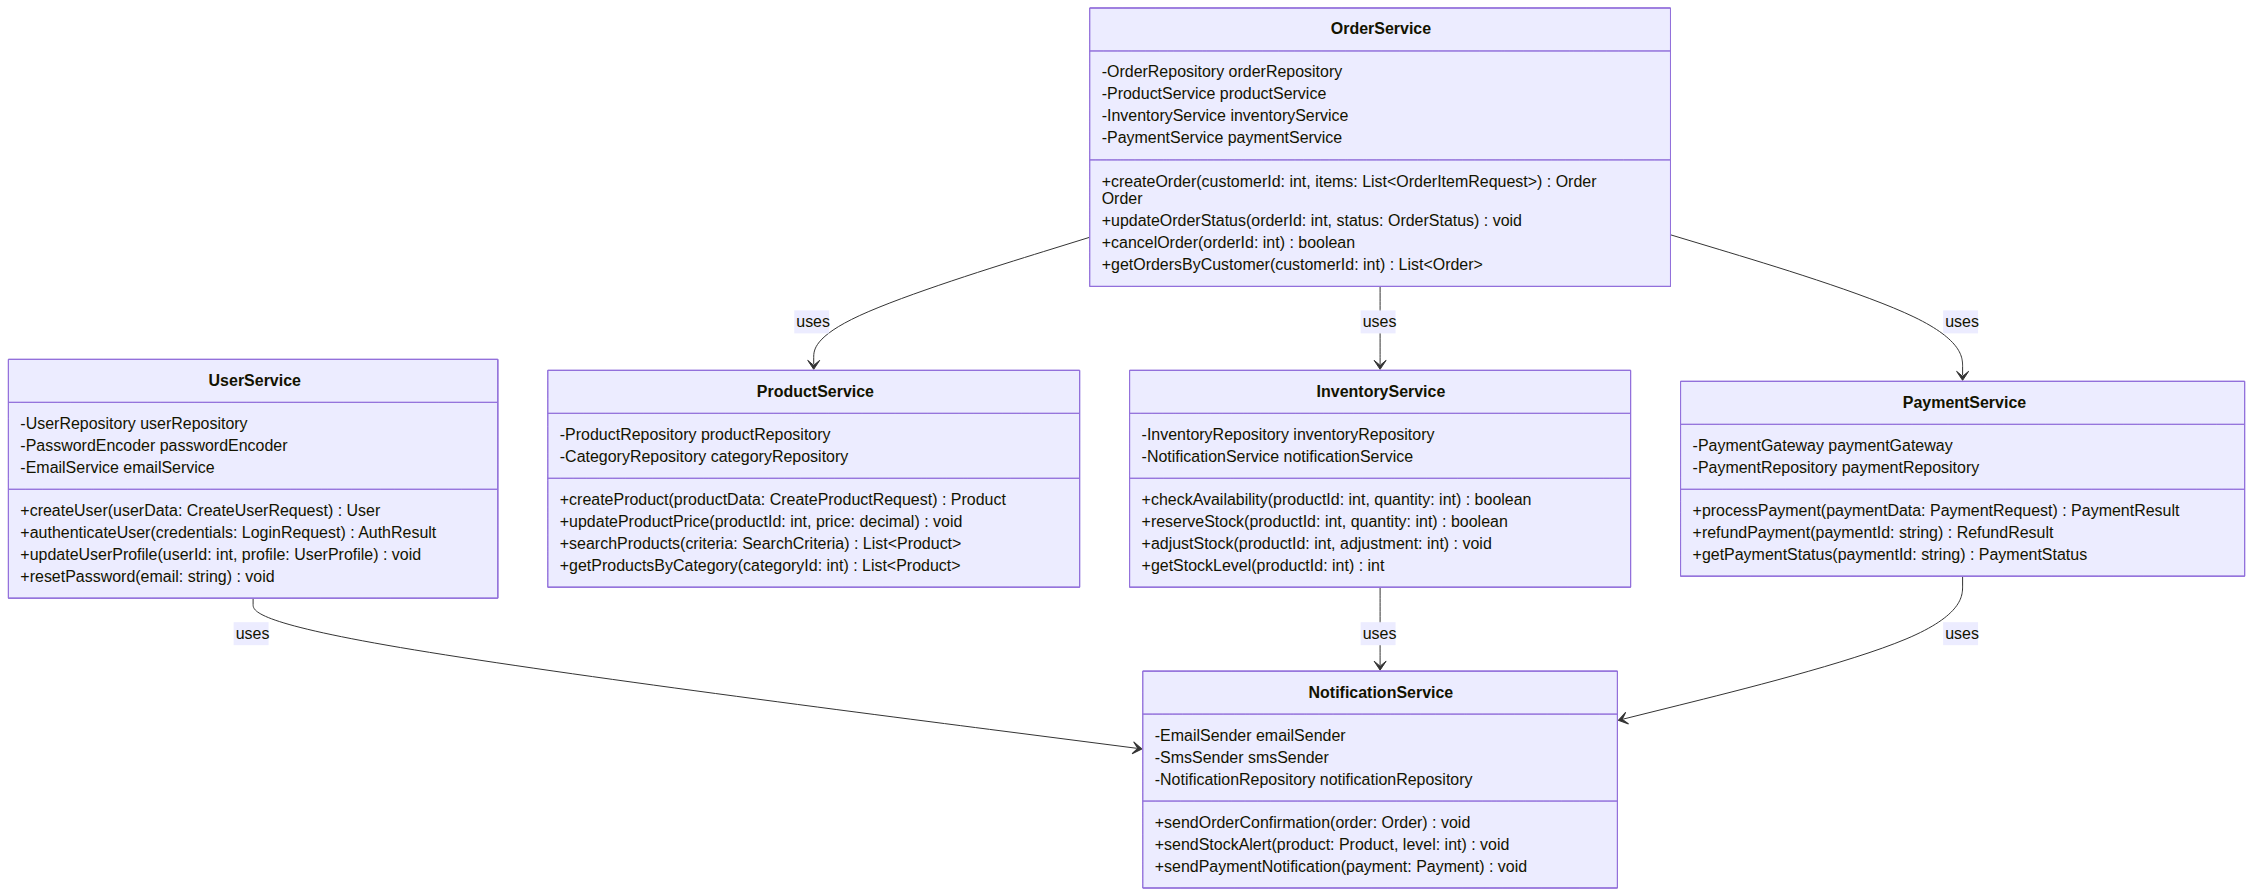 OrderService
-OrderRepository orderRepository
-ProductService productService
-InventoryService inventoryService
-PaymentService paymentService
+createOrder(customerId: int, items: List<OrderItemRequest>) : Order
Order
+updateOrderStatus(orderId: int, status: OrderStatus) : void
+cancelOrder(orderId: int) : boolean
+getOrdersByCustomer(customerId: int) : List<Order>
uses
uses
uses
UserService
-UserRepository userRepository
-PasswordEncoder passwordEncoder
-EmailService emailService
+createUser(userData: CreateUserRequest) : User
+authenticateUser(credentials: LoginRequest) : AuthResult
+updateUserProfile(userId: int, profile: UserProfile) : void
+resetPassword(email: string) : void
ProductService
-ProductRepository productRepository
-CategoryRepository categoryRepository
+createProduct(productData: CreateProductRequest) : Product
+updateProductPrice(productId: int, price: decimal) : void
+searchProducts(criteria: SearchCriteria) : List<Product>
+getProductsByCategory(categoryId: int) : List<Product>
InventoryService
-InventoryRepository inventoryRepository
-NotificationService notificationService
+checkAvailability(productId: int, quantity: int) : boolean
+reserveStock(productId: int, quantity: int) : boolean
+adjustStock(productId: int, adjustment: int) : void
+getStockLevel(productId: int) : int
PaymentService
-PaymentGateway paymentGateway
-PaymentRepository paymentRepository
+processPayment(paymentData: PaymentRequest) : PaymentResult
+refundPayment(paymentId: string) : RefundResult
+getPaymentStatus(paymentId: string) : PaymentStatus
uses
uses
uses
NotificationService
-EmailSender emailSender
-SmsSender smsSender
-NotificationRepository notificationRepository
+sendOrderConfirmation(order: Order) : void
+sendStockAlert(product: Product, level: int) : void
+sendPaymentNotification(payment: Payment) : void